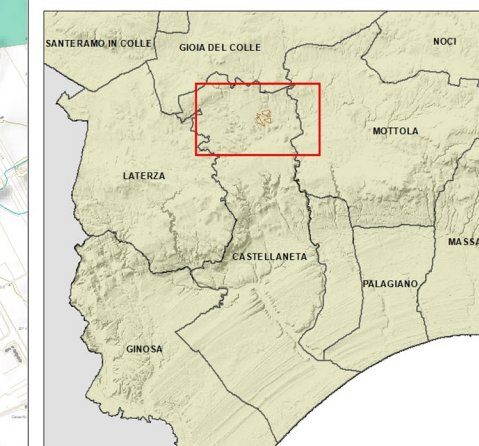 SANTERAMO IN COLLE
GIOIA DEL COLLE
NOCI
MOTTOLA
LATERZA
CASTELLANETA
MASSA
PALAGIANO
GINOSA